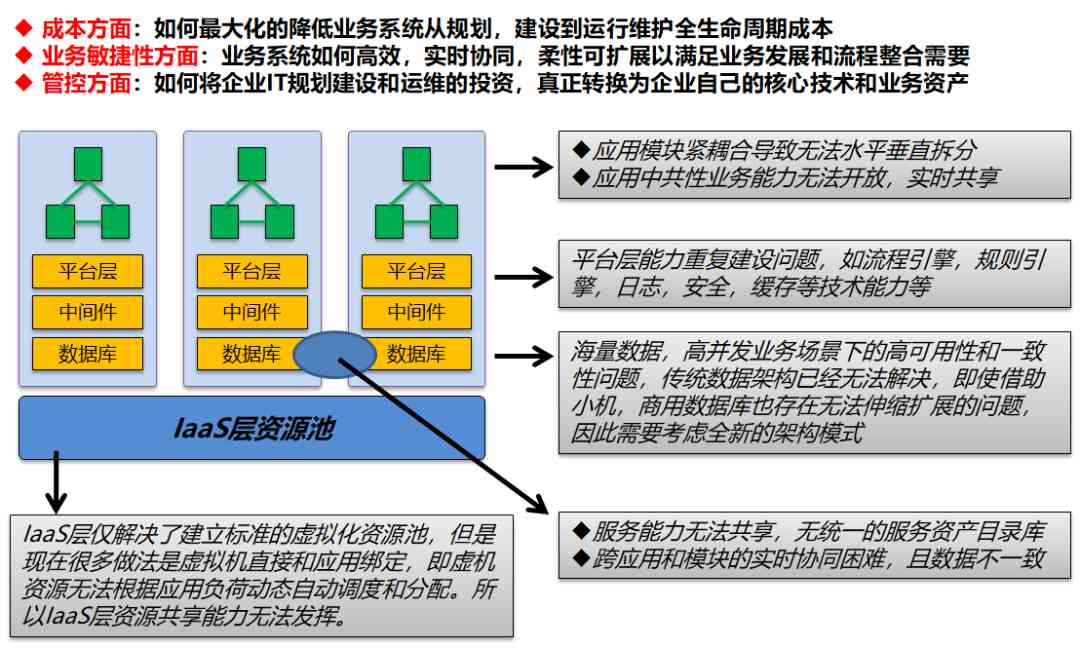 ◆ 成本方面：如何最大化的降低业务系统从规划，建设到运行维护全生命周期成本
◆ 业务敏捷性方面：业务系统如何高效，实时协同，柔性可扩展以满足业务发展和流程整合需要
◆ 管控方面：如何将企业IT规划建设和运维的投资，真正转换为企业自己的核心技术和业务资产
平台层
中间件
数据库
平台层
中间件
数据库
平台层
中间件
数据库
IaaS层资源池
◆应用模块紧耦合导致无法水平垂直拆分
◆应用中共性业务能力无法开放，实时共享
平台层能力重复建设问题，如流程引擎，规则引
擎，日志，安全，缓存等技术能力等
海量数据，高并发业务场景下的高可用性和一致
性问题，传统数据架构已经无法解决，即使借助
小机，商用数据库也存在无法伸缩扩展的问题，
因此需要考虑全新的架构模式
◆服务能力无法共享，无统一的服务资产目录库
◆跨应用和模块的实时协同困难，且数据不一致
IaaS层仅解决了建立标准的虚拟化资源池，但是
现在很多做法是虚拟机直接和应用绑定，即虚机
资源无法根据应用负荷动态自动调度和分配。所
以IaaS层资源共享能力无法发挥。